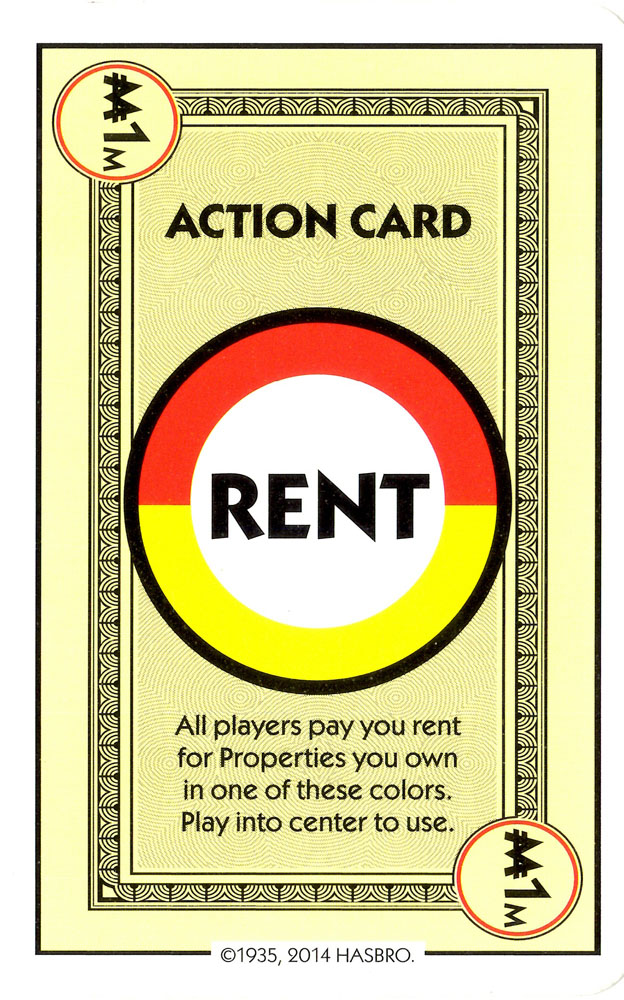 ₩1M
ACTION CARD
RENT
All players pay you rent
for Properties you own
in one of these colors.
Play into center to use.
₩1M
©1935, 2014 HASBRO.